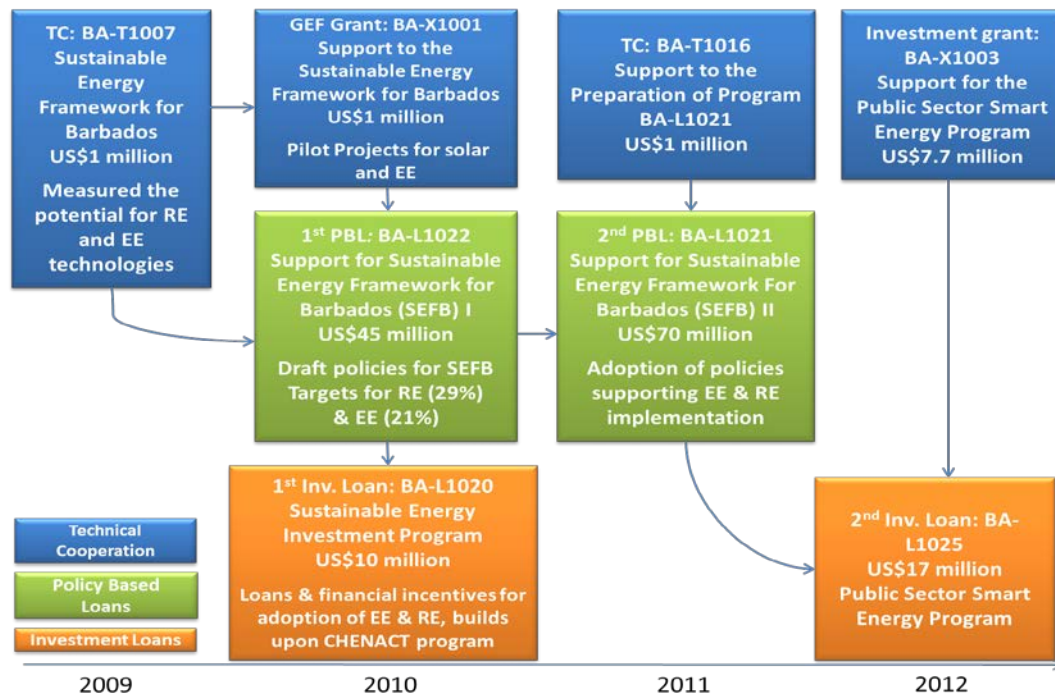 TC: BA-T1007
Sustainable
Energy
Framework for
Barbados
US$1 million
Measured the
potential for RE
and EE
technologies
GEF Grant: BA-X1001
Support to the
Sustainable Energy
Framework for Barbados
US$1 million
Pilot Projects for solar
and EE
TC: BA-T1016
Support to the
Preparation of Program
BA-L1021
US$1 million
Investment grant:
BA-X1003
Support for the
Public Sector Smart
Energy Program
US$7.7 million
1st PBL: BA-L1022
Support for Sustainable
Energy Framework for
Barbados (SEFB) I
US$45 million
Draft policies for SEFB
Targets for RE (29%)
& EE (21%)
2nd PBL: BA-L1021
Support for Sustainable
Energy Framework For
Barbados (SEFB) II
US$70 million
Adoption of policies
supporting EE & RE
implementation
1st Inv. Loan: BA-L1020
Sustainable Energy
Investment Program
US$10 million
Loans & financial incentives for
adoption of EE & RE, builds
upon CHENACT program
2nd Inv. Loan: BA-
L1025
US$17 million
Public Sector Smart
Energy Program
Technical
Cooperation
Policy Based
Loans
Investment Loans
2009
2010
2011
2012